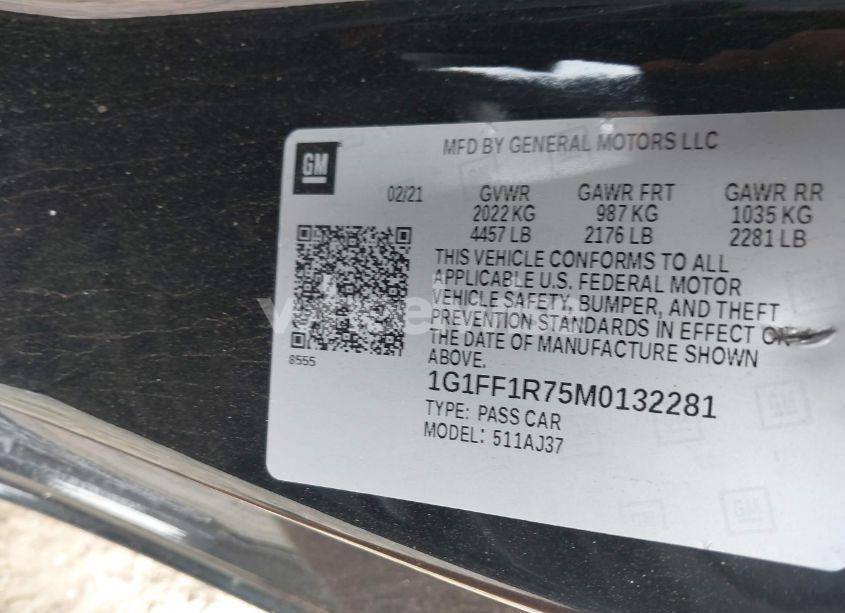 GM
MFD BY GENERAL MOTORS LLC
02/21 GVWR GAWR FRT GAWR RR
2022 KG 987 KG 1035 KG
4457 LB 2176 LB 2281 LB
THIS VEHICLE CONFORMS TO ALL
APPLICABLE U.S. FEDERAL MOTOR
VEHICLE SAFETY, BUMPER, AND THEFT
PREVENTION STANDARDS IN EFFECT ON
THE DATE OF MANUFACTURE SHOWN
ABOVE.
8555
1G1FF1R75M0132281
TYPE: PASS CAR
MODEL: 511AJ37